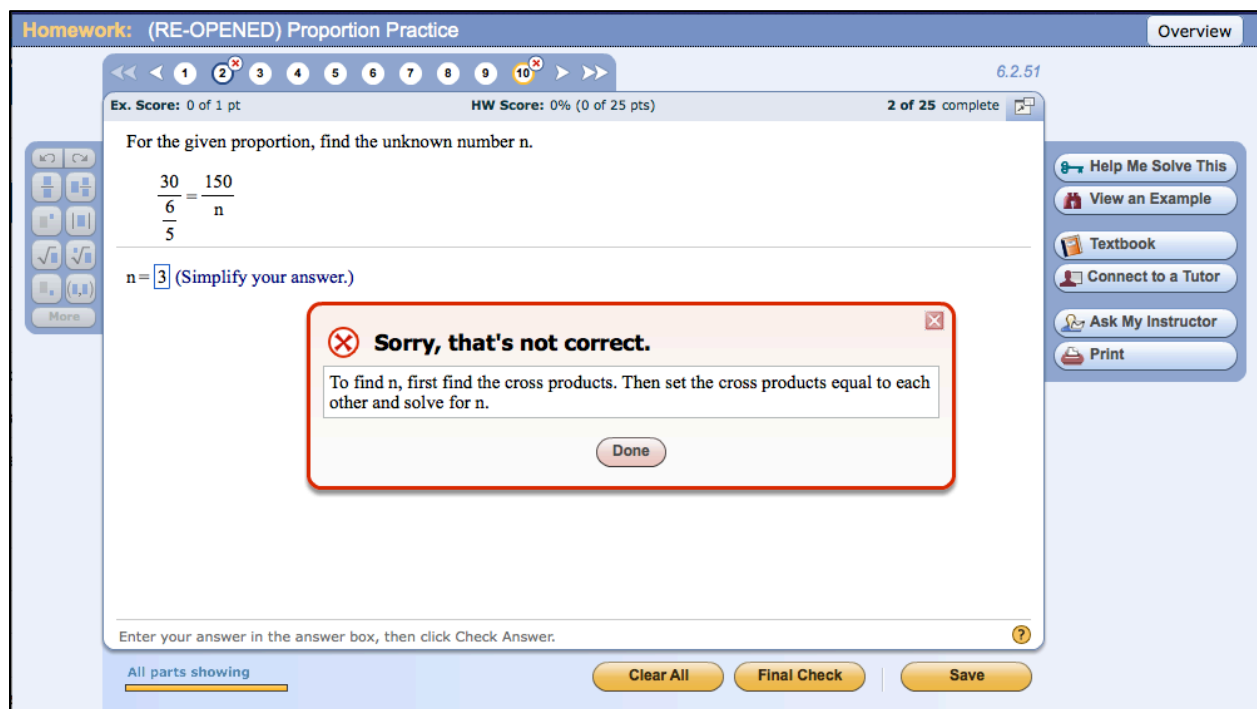 Homework: (RE-OPENED) Proportion Practice
Overview
1 2 3 4 5 6 7 8 9 10
6.2.51
Ex. Score: 0 of 1 pt HW Score: 0% (0 of 25 pts) 2 of 25 complete
For the given proportion, find the unknown number n.
30 150
=
6 n
5
n = 3 (Simplify your answer.)
Sorry, that's not correct.
To find n, first find the cross products. Then set the cross products equal to each
other and solve for n.
Done
More
Help Me Solve This
View an Example
Textbook
Connect to a Tutor
Ask My Instructor
Print
Enter your answer in the answer box, then click Check Answer.
?
All parts showing
Clear All
Final Check
Save